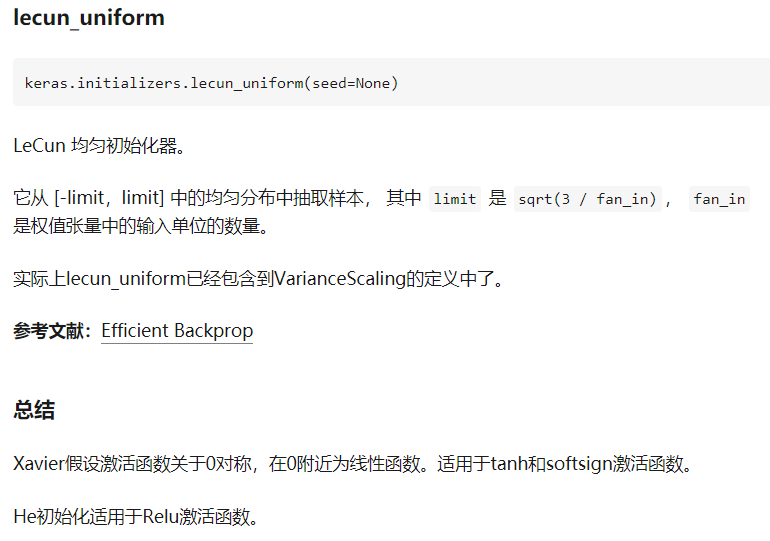 lecun_uniform
keras.initializers.lecun_uniform(seed=None)
LeCun 均匀初始化器。
它从 [-limit，limit] 中的均匀分布中抽取样本， 其中 limit 是 sqrt(3 / fan_in)， fan_in
是权值张量中的输入单位的数量。
实际上lecun_uniform已经包含到VarianceScaling的定义中了。
参考文献：Efficient Backprop
总结
Xavier假设激活函数关于0对称，在0附近为线性函数。适用于tanh和softsign激活函数。
He初始化适用于Relu激活函数。